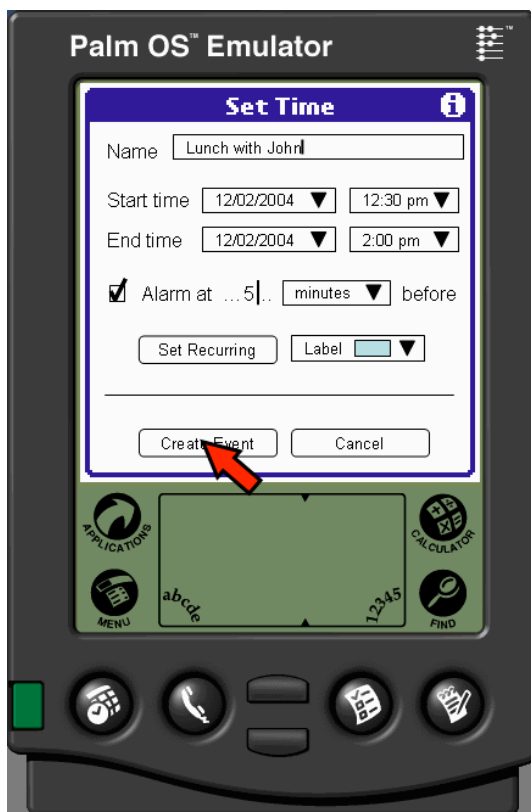 Palm OS™ Emulator
™
Set Time
i
Name Lunch with John
Start time 12/02/2004 12:30 pm
End time 12/02/2004 2:00 pm
Alarm at ...5.. minutes before
Set Recurring Label
Create Event Cancel
APPLICATIONS CALCULATOR
abcde 12345
MENU FIND